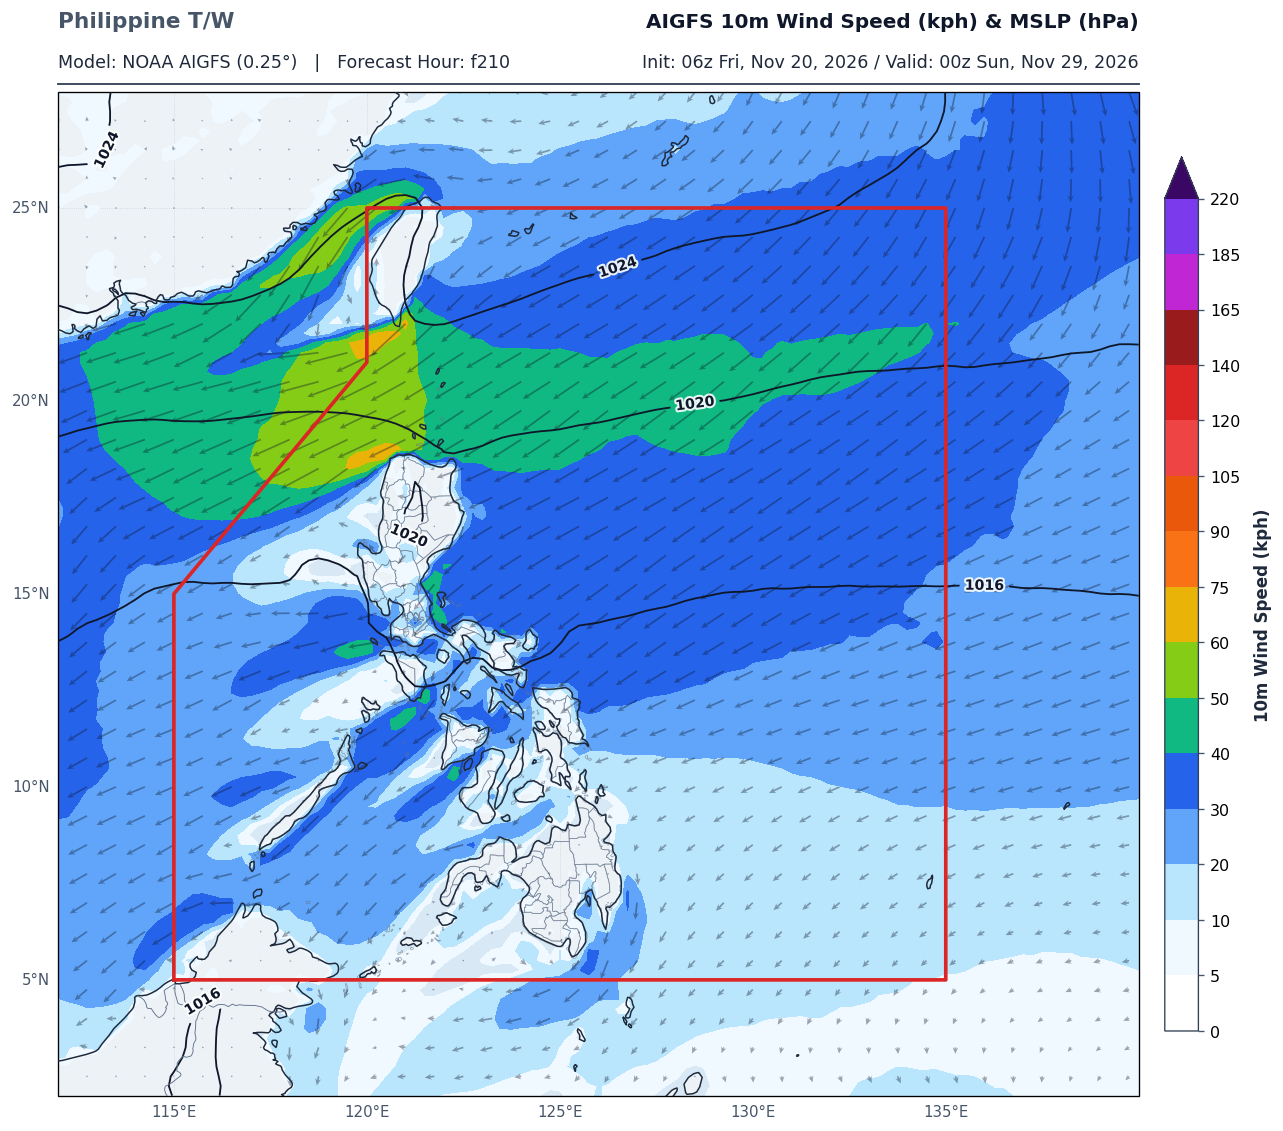 Philippine T/W
AIGFS 10m Wind Speed (kph) & MSLP (hPa)
Model: NOAA AIGFS (0.25°) | Forecast Hour: f210
Init: 06z Fri, Nov 20, 2026 / Valid: 00z Sun, Nov 29, 2026
1024
1024
1020
1020
1016
1016
25°N
20°N
15°N
10°N
5°N
115°E
120°E
125°E
130°E
135°E
220
185
165
140
120
105
90
75
60
50
40
30
20
10
5
0
10m Wind Speed (kph)